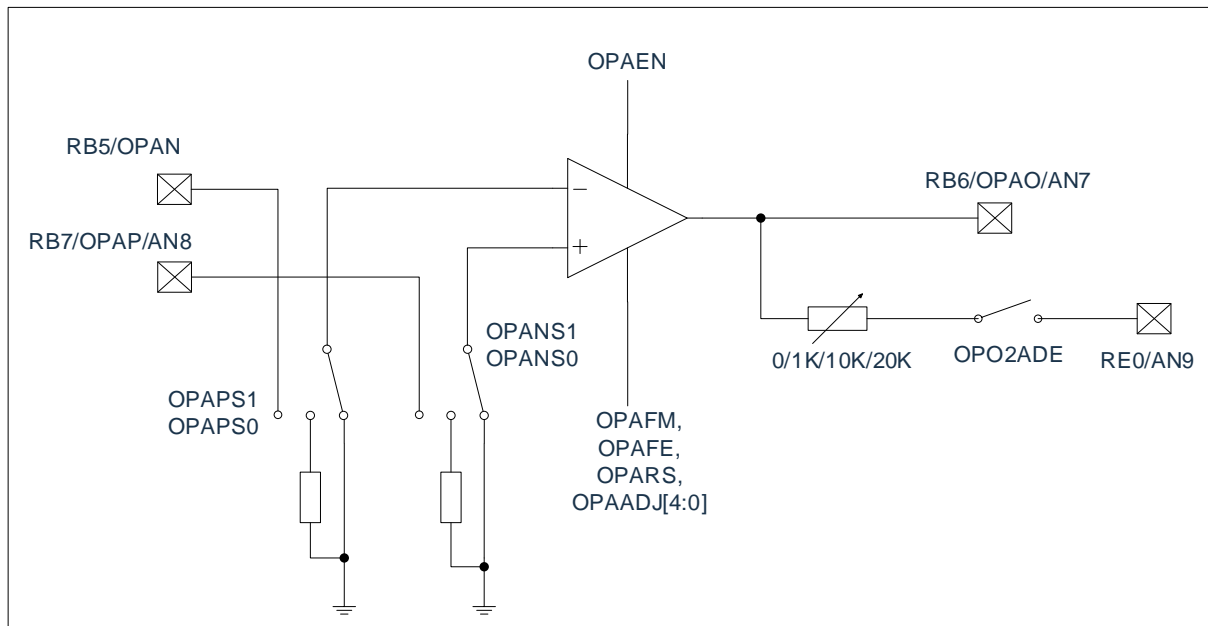 OPAEN
RB5/OPAN
RB6/OPAO/AN7
RB7/OPAP/AN8
OPANS1
OPANS0
0/1K/10K/20K
OPO2ADE
RE0/AN9
OPAPS1
OPAPS0
OPAFM,
OPAFE,
OPARS,
OPAADJ[4:0]